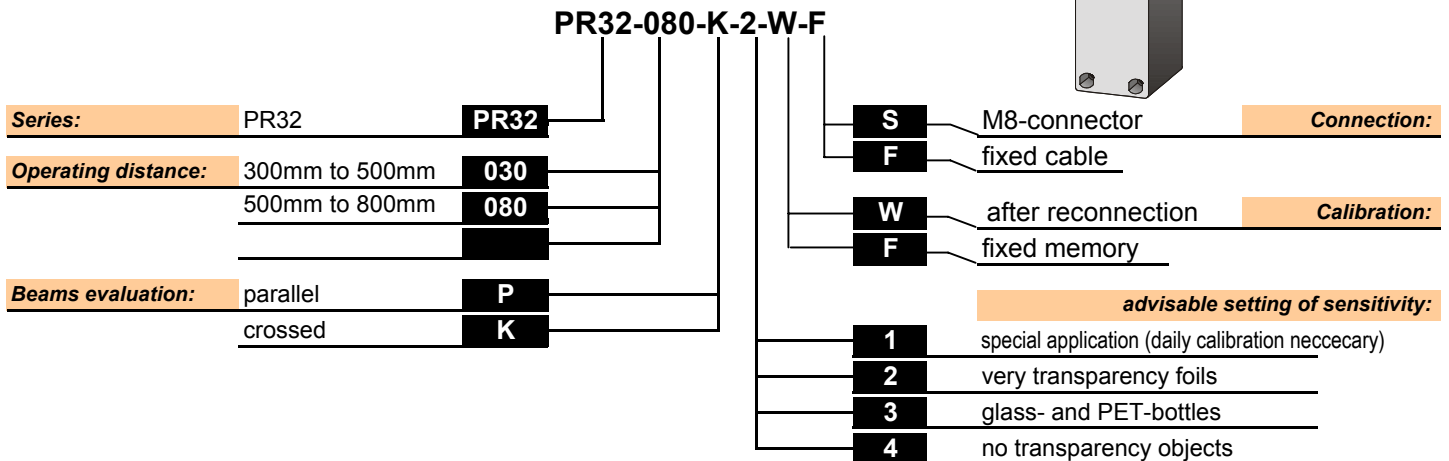 PR32-080-K-2-W-F
Series: PR32 PR32
Operating distance: 300mm to 500mm 030
500mm to 800mm 080
Beams evaluation: parallel P
crossed K
S M8-connector Connection:
F fixed cable
W after reconnection Calibration:
F fixed memory
advisable setting of sensitivity:
1 special application (daily calibration neccecary)
2 very transparency foils
3 glass- and PET-bottles
4 no transparency objects